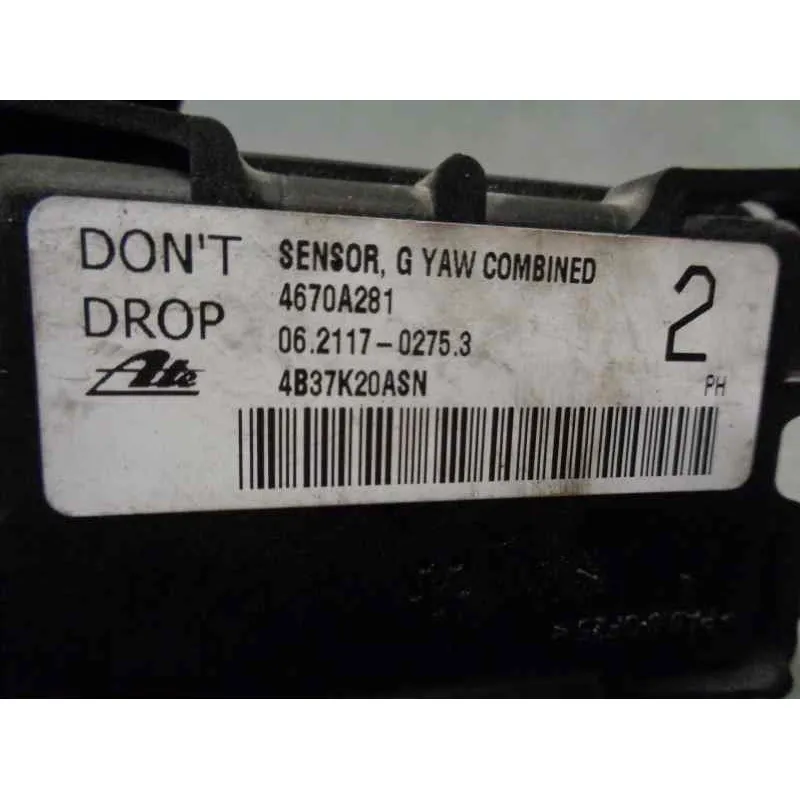 DON'T
DROP
Ate
SENSOR, G YAW COMBINED
4670A281
06.2117-0275.3
4B37K20ASN
2
PH